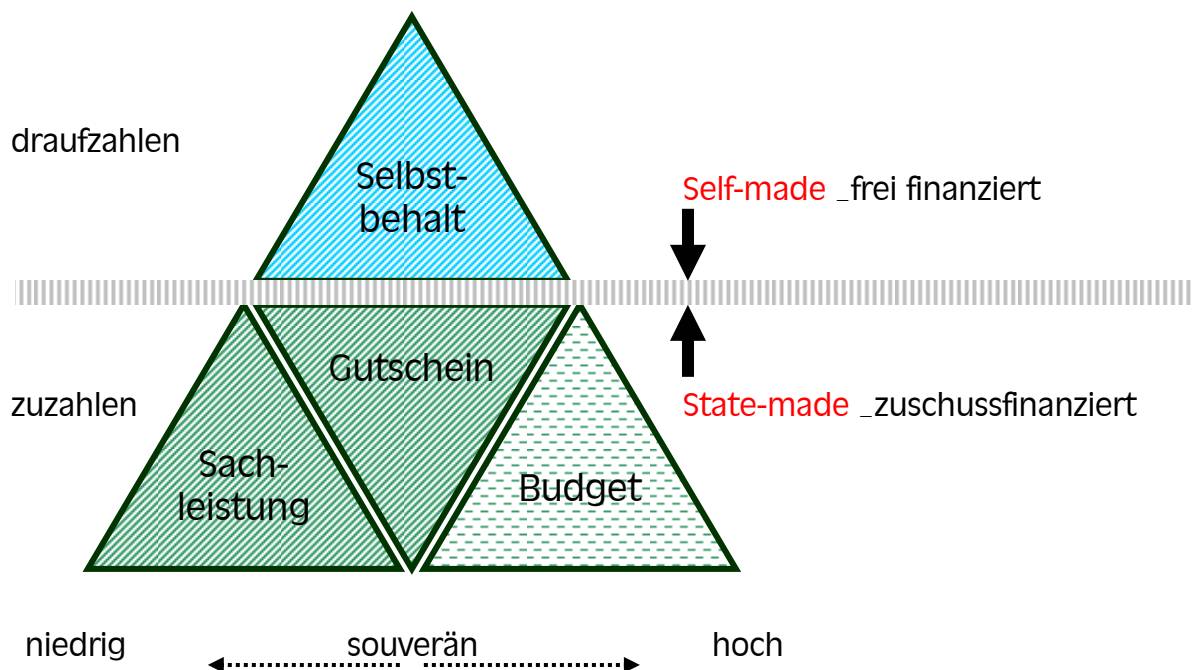 draufzahlen
Selbst-
behalt
Self-made _frei finanziert
Gutschein
zuzahlen
State-made _zuschussfinanziert
Sach-
leistung
Budget
niedrig souverän hoch